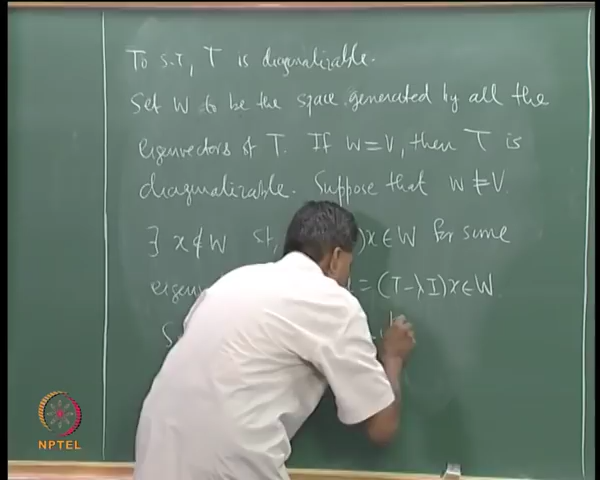 To S.T, T is diagonalizable.
Set W to be the space generated by all the
eigenvectors of T. If W = V, then T is
diagonalizable. Suppose that W ≠ V.
∃ x ∉ W st, )x ∈ W for some
= (T - λI)x ∈ W
NPTEL